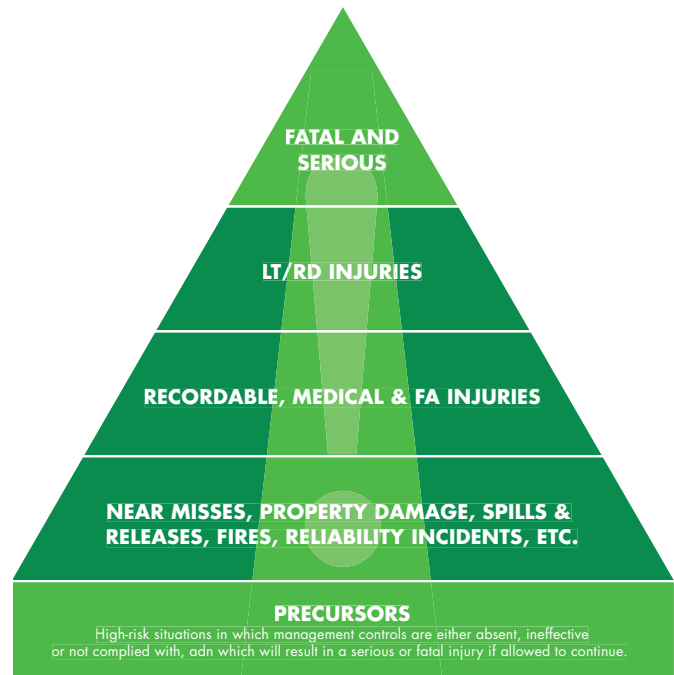 FATAL AND
SERIOUS
LT/RD INJURIES
RECORDABLE, MEDICAL & FA INJURIES
NEAR MISSES, PROPERTY DAMAGE, SPILLS &
RELEASES, FIRES, RELIABILITY INCIDENTS, ETC.
PRECURSORS
High-risk situations in which management controls are either absent, ineffective
or not complied with, adn which will result in a serious or fatal injury if allowed to continue.